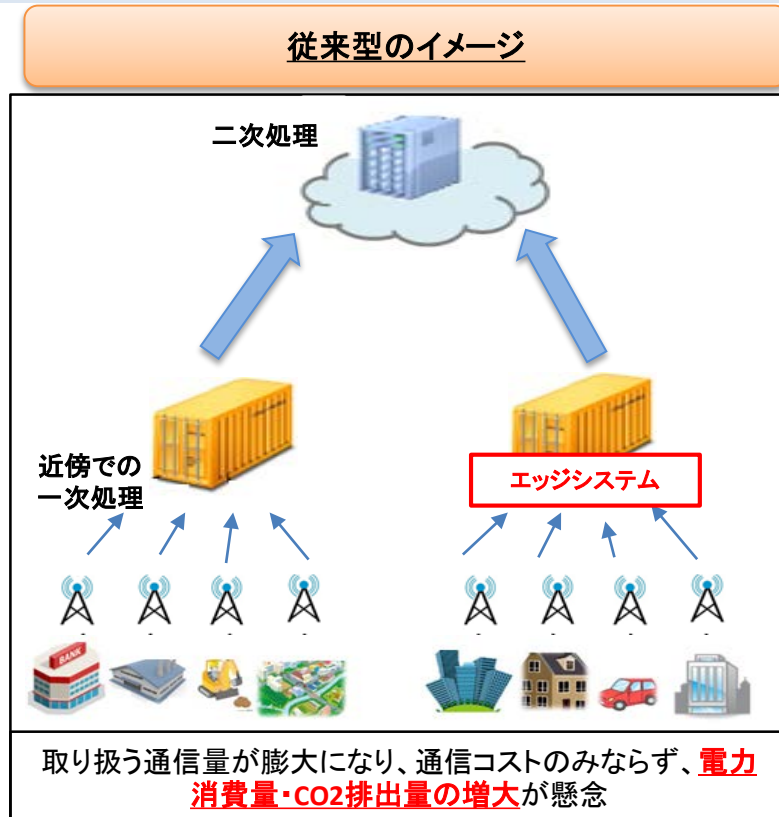 従来型のイメージ
二次処理
近傍での
一次処理
エッジシステム
BANK
取り扱う通信量が膨大になり、通信コストのみならず、電力
消費量・CO2排出量の増大が懸念